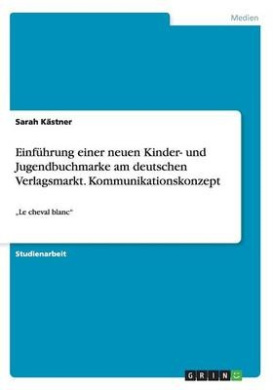 Medien
Sarah Kästner
Einführung einer neuen Kinder- und
Jugendbuchmarke am deutschen
Verlagsmarkt. Kommunikationskonzept
„Le cheval blanc“
Studienarbeit
GRIN